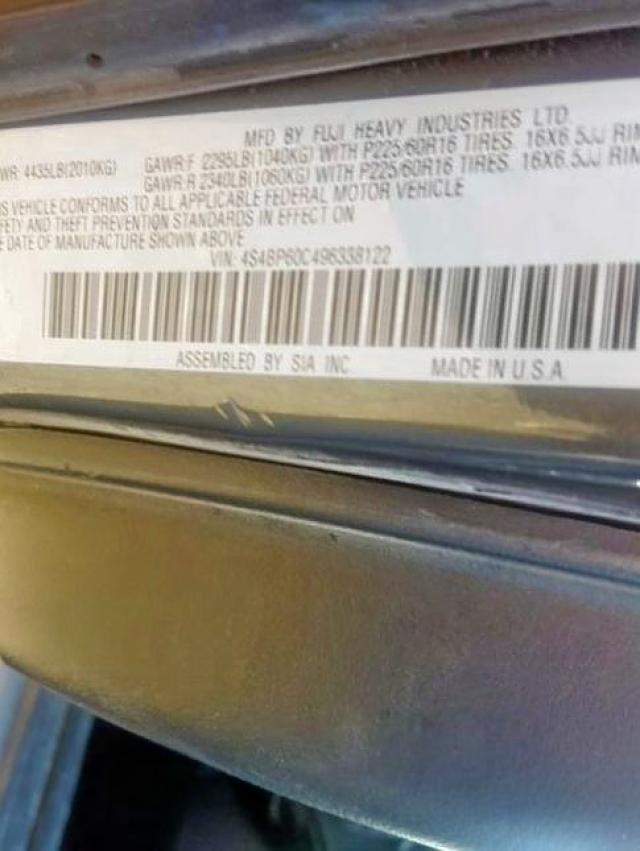 MFD BY FUJI HEAVY INDUSTRIES LTD.
WR: 4435LB(2010KG) GAWR:F 2295LB(1040KG) WITH P225/60R16 TIRES. 16X6.5JJ RIM
GAWR:R 2340LB(1060KG) WITH P225/60R16 TIRES. 16X6.5JJ RIM
IS VEHICLE CONFORMS TO ALL APPLICABLE FEDERAL MOTOR VEHICLE
AFETY AND THEFT PREVENTION STANDARDS IN EFFECT ON
E DATE OF MANUFACTURE SHOWN ABOVE
VIN: 4S4BP60C496338122
ASSEMBLED BY SIA INC. MADE IN U.S.A.